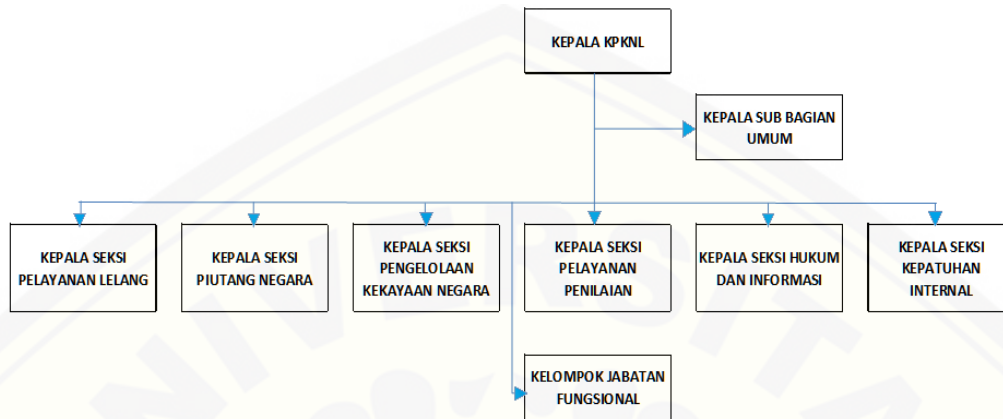 KEPALA KPKNL
KEPALA SUB BAGIAN
UMUM
KEPALA SEKSI
PELAYANAN LELANG
KEPALA SEKSI
PIUTANG NEGARA
KEPALA SEKSI
PENGELOLAAN
KEKAYAAN NEGARA
KEPALA SEKSI
PELAYANAN
PENILAIAN
KEPALA SEKSI HUKUM
DAN INFORMASI
KEPALA SEKSI
KEPATUHAN
INTERNAL
KELOMPOK JABATAN
FUNGSIONAL